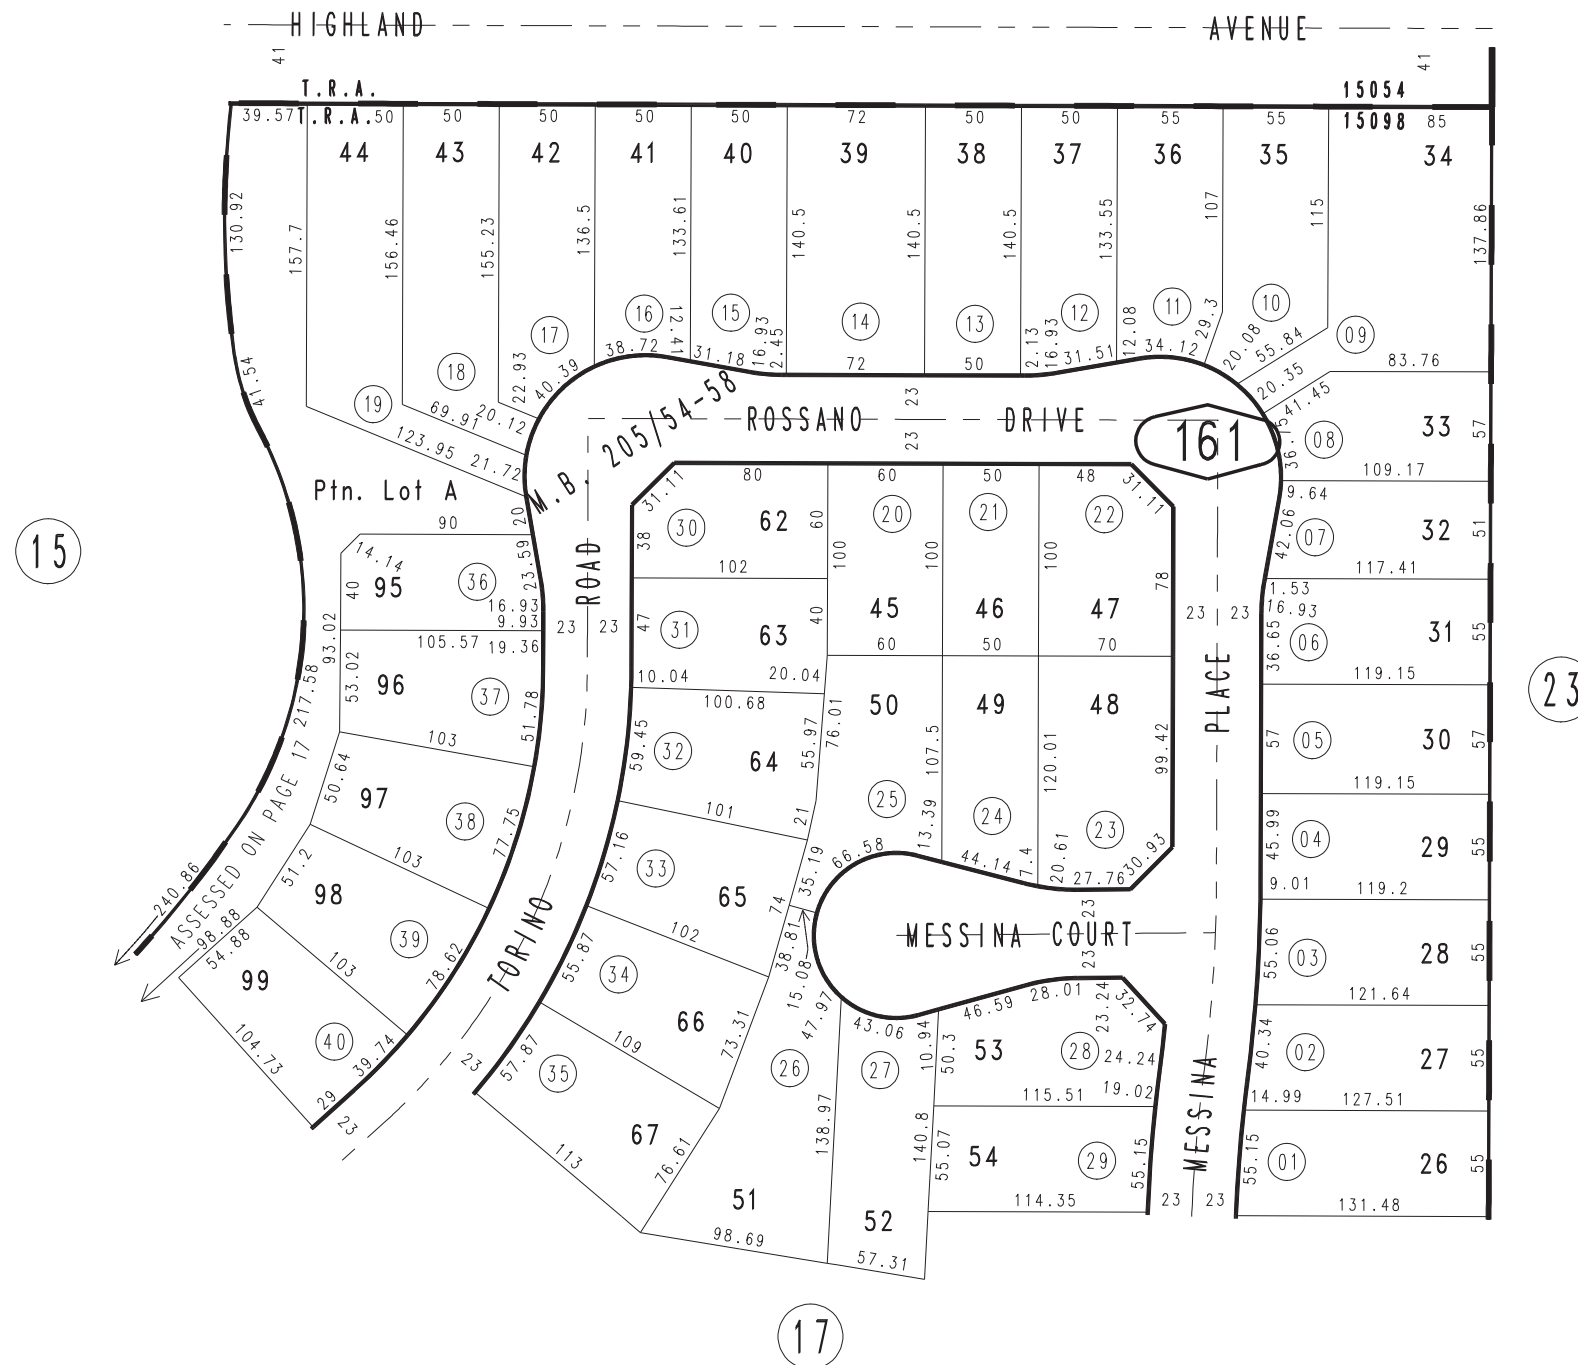 HIGHLAND AVENUE
41 41
T.R.A. 15054
T.R.A. 15098
39.57 50 50 50 50 50 72 50 50 55 55 85
44 43 42 41 40 39 38 37 36 35 34
130.92 157.7 156.46 155.23 136.5 133.61 140.5 140.5 140.5 133.55 107 115 137.86
19 18 17 16 15 14 13 12 11 10 09
41.54 22.93 40.39 38.72 12.41 31.18 16.93 2.45 72 50 2.13 16.93 31.51 12.08 34.12 29.3 20.08 55.84 83.76
123.95 21.72 69.91 20.12 20.35 41.45
M.B. 205/54-58
ROSSANO DRIVE
23
23
161
08 33 57
109.17
Ptn. Lot A
90
20
14.14
40 95 36 23.59
16.93
9.93
105.57 19.36
93.02 53.02 96 37 51.78
103
50.64 97 38 77.75
103
51.2 98 39 78.62
103
54.88 99 40 39.74
104.73 29
217.58
ASSESSED ON PAGE 17
240.86
98.88
TORINO ROAD
23 23
23
23
31.11 80 60 50 48 31.11
38 30 62 60 20 21 22
102 100 100 100 78
47 31 63 40 45 46 47
10.04 20.04 60 50 70
100.68
59.45 32 64 55.97 76.01 50 49 48
101 21 107.5 120.01 99.42
57.16 33 65 74 35.19 25 24 23
102 66.58 13.39 44.14 7.4 20.61 27.76 30.93
55.87 34 66 38.81 15.08
109 73.31 47.97
57.87 35 67 76.61
113
MESSINA COURT
23
23
43.06 10.94 46.59 28.01 23.24 32.74
26 27 50.3 53 28 24.24
115.51 19.02
138.97 140.8 55.07 54 29 55.15
51 52 114.35
98.69 57.31
MESSINA PLACE
23 23
23 23
9.64
42.06 07 32 51
117.41
1.53
16.93
36.65 06 31 55
119.15
57 05 30 57
119.15
45.99 04 29 55
9.01 119.2
55.06 03 28 55
121.64
40.34 02 27 55
14.99 127.51
55.15 01 26 55
131.48
15
23
17